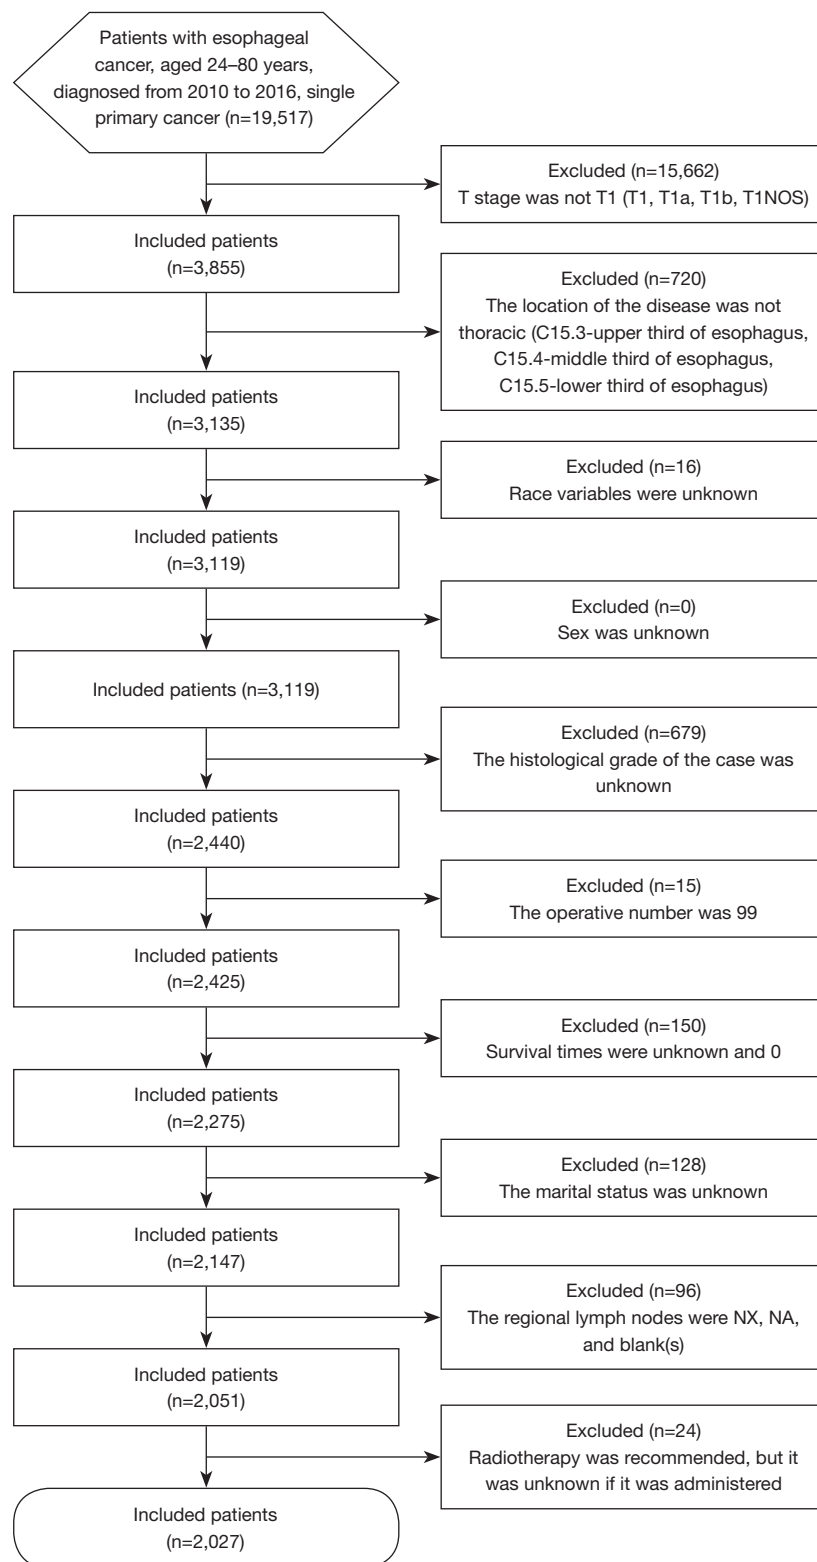 Patients with esophageal
cancer, aged 24–80 years,
diagnosed from 2010 to 2016, single
primary cancer (n=19,517)
Excluded (n=15,662)
T stage was not T1 (T1, T1a, T1b, T1NOS)
Included patients
(n=3,855)
Excluded (n=720)
The location of the disease was not
thoracic (C15.3-upper third of esophagus,
C15.4-middle third of esophagus,
C15.5-lower third of esophagus)
Included patients
(n=3,135)
Excluded (n=16)
Race variables were unknown
Included patients
(n=3,119)
Excluded (n=0)
Sex was unknown
Included patients (n=3,119)
Excluded (n=679)
The histological grade of the case was
unknown
Included patients
(n=2,440)
Excluded (n=15)
The operative number was 99
Included patients
(n=2,425)
Excluded (n=150)
Survival times were unknown and 0
Included patients
(n=2,275)
Excluded (n=128)
The marital status was unknown
Included patients
(n=2,147)
Excluded (n=96)
The regional lymph nodes were NX, NA,
and blank(s)
Included patients
(n=2,051)
Excluded (n=24)
Radiotherapy was recommended, but it
was unknown if it was administered
Included patients
(n=2,027)